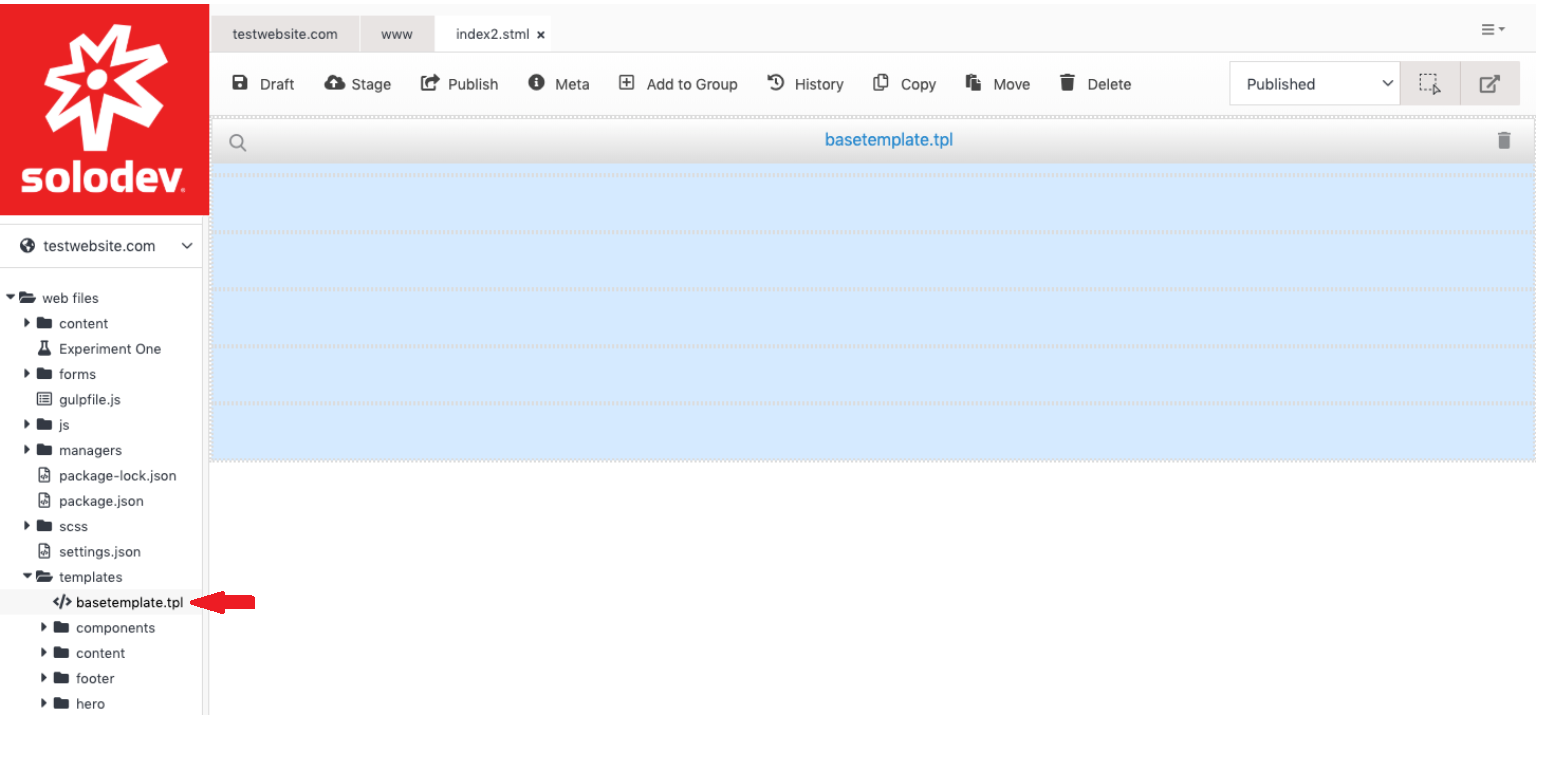 testwebsite.com www index2.stml ×
Draft Stage Publish Meta Add to Group History Copy Move Delete Published
basetemplate.tpl
solodev
testwebsite.com
web files
content
Experiment One
forms
gulpfile.js
js
managers
package-lock.json
package.json
scss
settings.json
templates
</> basetemplate.tpl
components
content
footer
hero